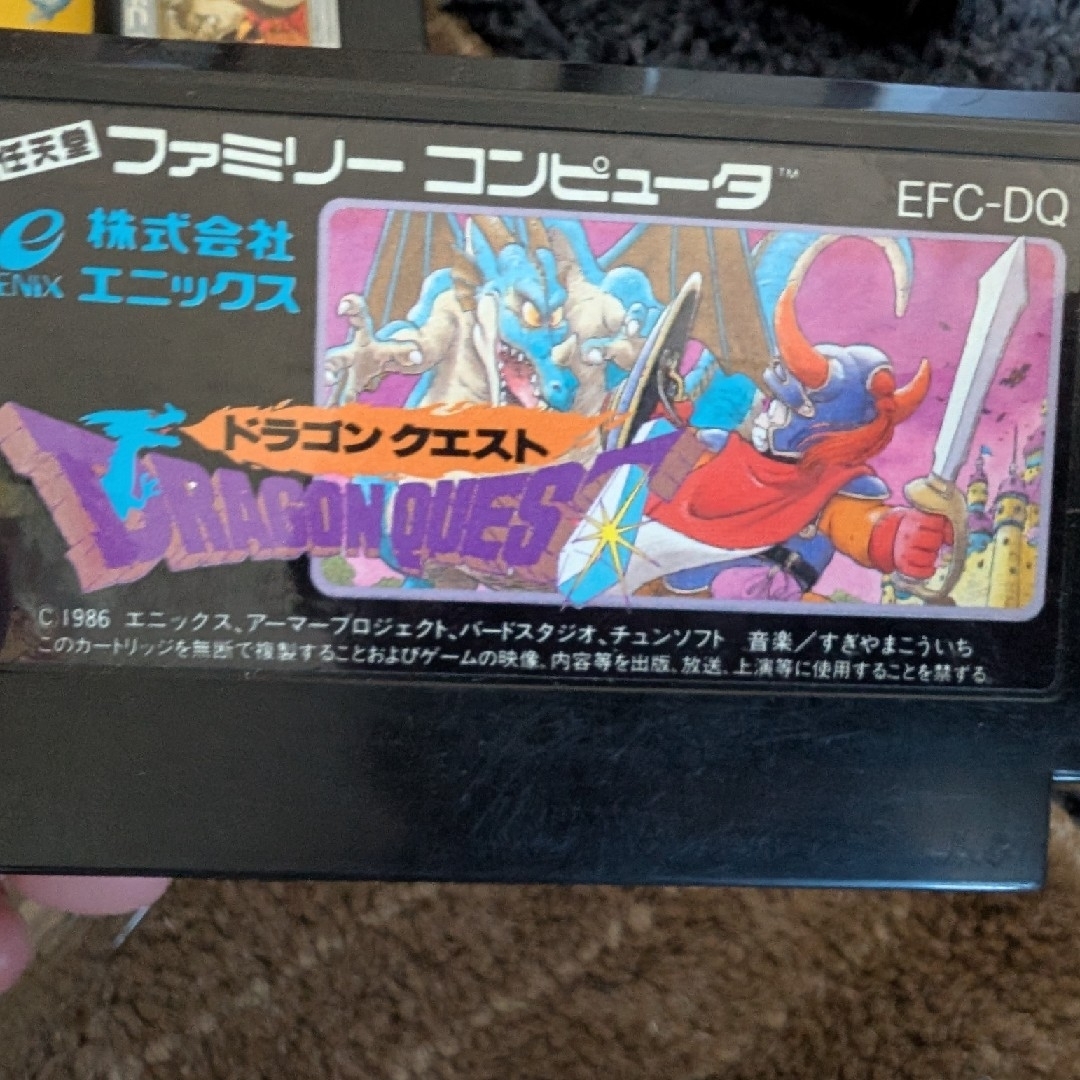 任天堂 ファミリー コンピュータ™
EFC-DQ
e 株式会社
ENIX エニックス
ドラゴン クエスト
DRAGON QUEST
C 1986 エニックス、アーマープロジェクト、バードスタジオ、チュンソフト 音楽／すぎやまこういち
このカートリッジを無断で複製することおよびゲームの映像、内容等を出版、放送、上演等に使用することを禁ずる